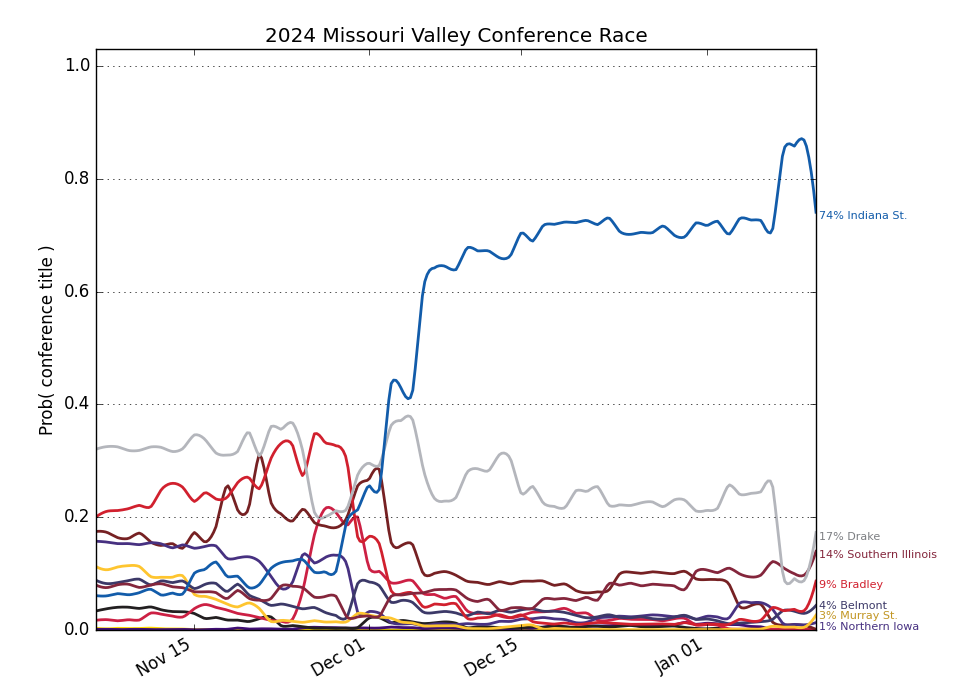 2024 Missouri Valley Conference Race
Prob( conference title )
1.0
0.8
0.6
0.4
0.2
0.0
Nov 15
Dec 01
Dec 15
Jan 01
74% Indiana St.
17% Drake
14% Southern Illinois
9% Bradley
4% Belmont
3% Murray St.
1% Northern Iowa